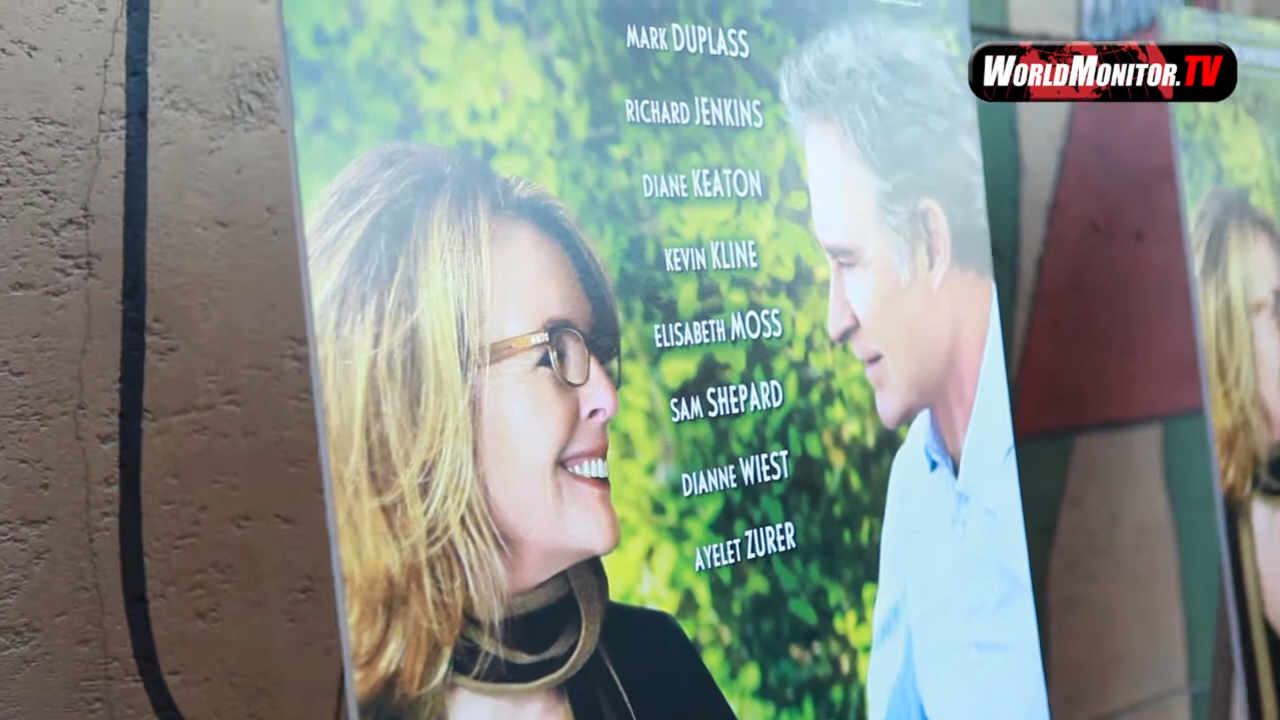 MARK DUPLASS
WORLDMONITOR.TV
RICHARD JENKINS
DIANE KEATON
KEVIN KLINE
ELISABETH MOSS
SAM SHEPARD
DIANNE WIEST
AYELET ZURER